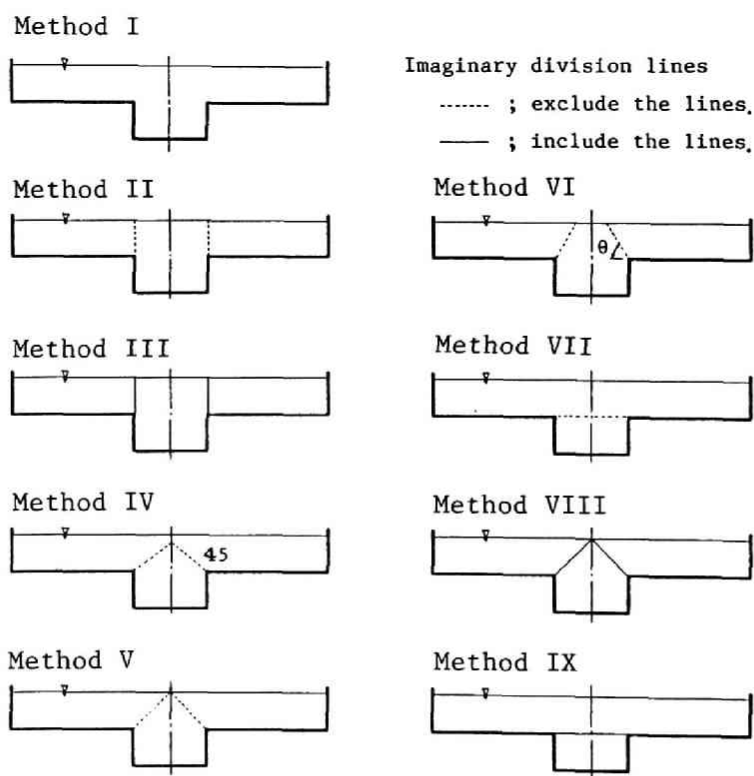 Method I
Imaginary division lines
------- ; exclude the lines.
—— ; include the lines.
Method II
Method VI
θ
Method III
Method VII
Method IV
45
Method VIII
Method V
Method IX